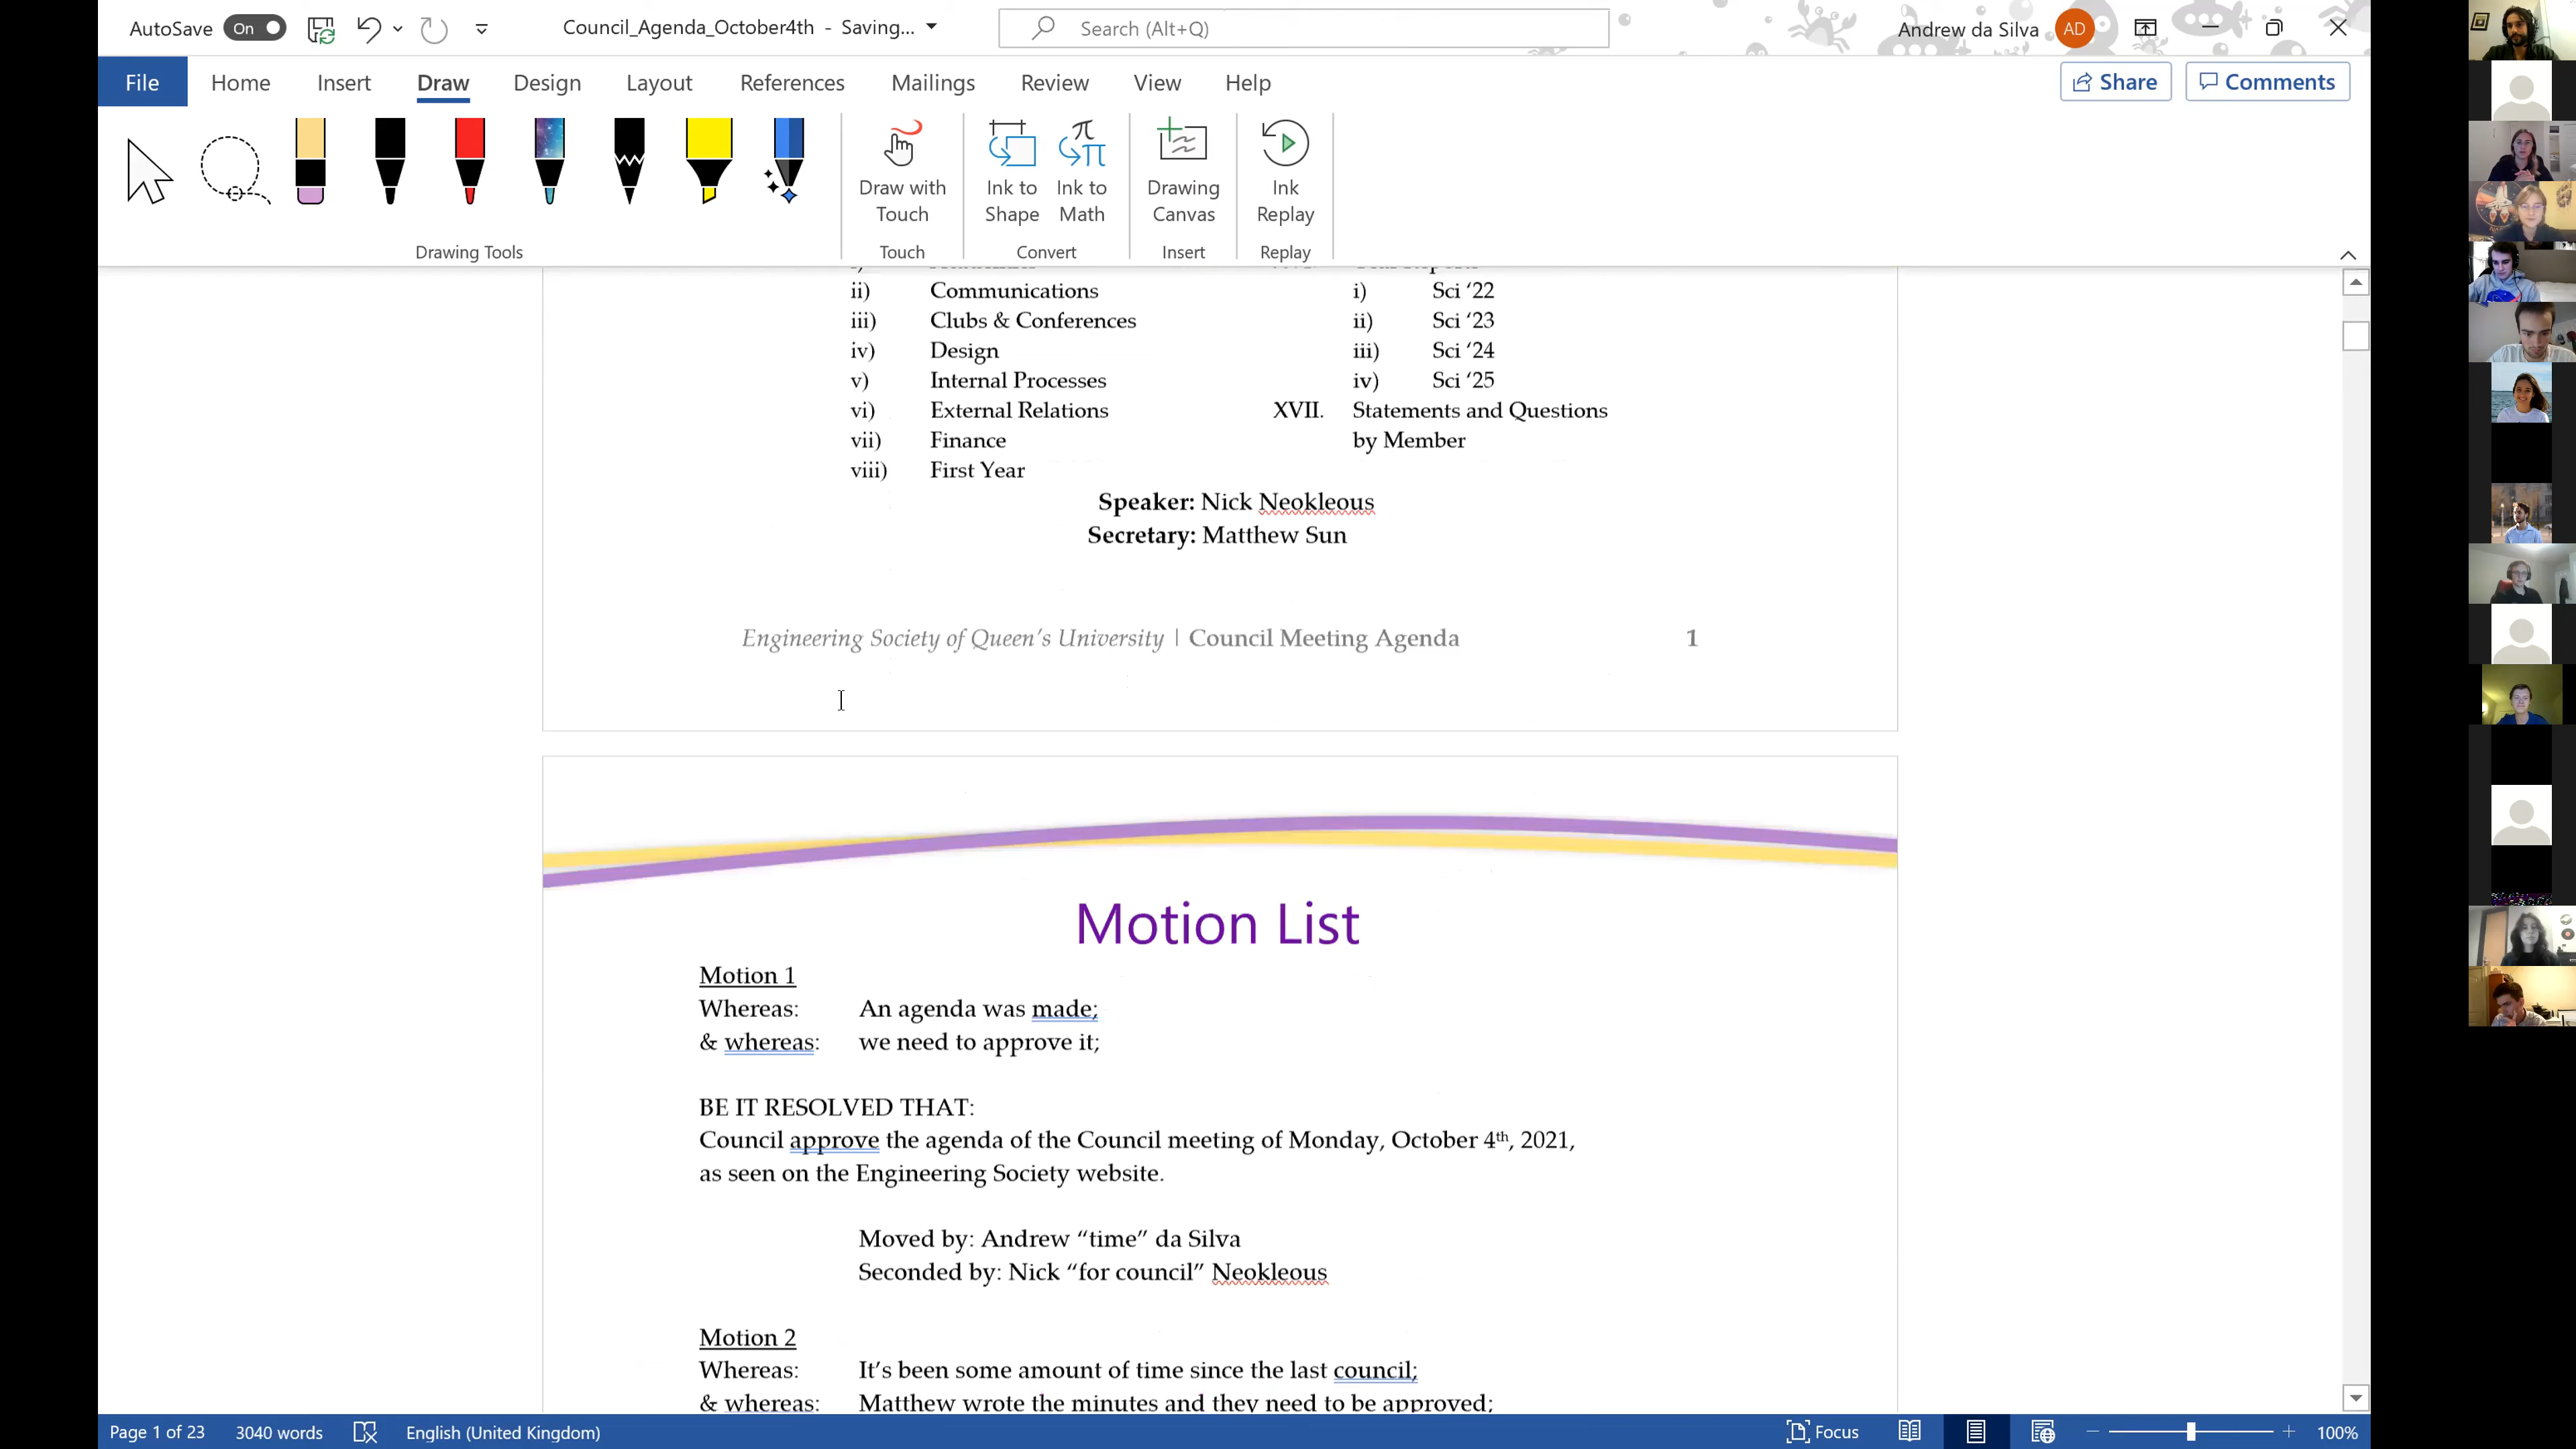 AutoSave On Council_Agenda_October4th - Saving... Search (Alt+Q) Andrew da Silva AD
File Home Insert Draw Design Layout References Mailings Review View Help Share Comments
Draw with Touch
Ink to Shape
Ink to Math
Drawing Canvas
Ink Replay
Drawing Tools Touch Convert Insert Replay
ii) Communications
iii) Clubs & Conferences
iv) Design
v) Internal Processes
vi) External Relations
vii) Finance
viii) First Year
i) Sci ‘22
ii) Sci ‘23
iii) Sci ‘24
iv) Sci ‘25
XVII. Statements and Questions
by Member
Speaker: Nick Neokleous
Secretary: Matthew Sun
Engineering Society of Queen’s University | Council Meeting Agenda 1
Motion List
Motion 1
Whereas: An agenda was made;
& whereas: we need to approve it;
BE IT RESOLVED THAT:
Council approve the agenda of the Council meeting of Monday, October 4th, 2021,
as seen on the Engineering Society website.
Moved by: Andrew “time” da Silva
Seconded by: Nick “for council” Neokleous
Motion 2
Whereas: It’s been some amount of time since the last council;
& whereas: Matthew wrote the minutes and they need to be approved;
Page 1 of 23 3040 words English (United Kingdom) Focus 100%